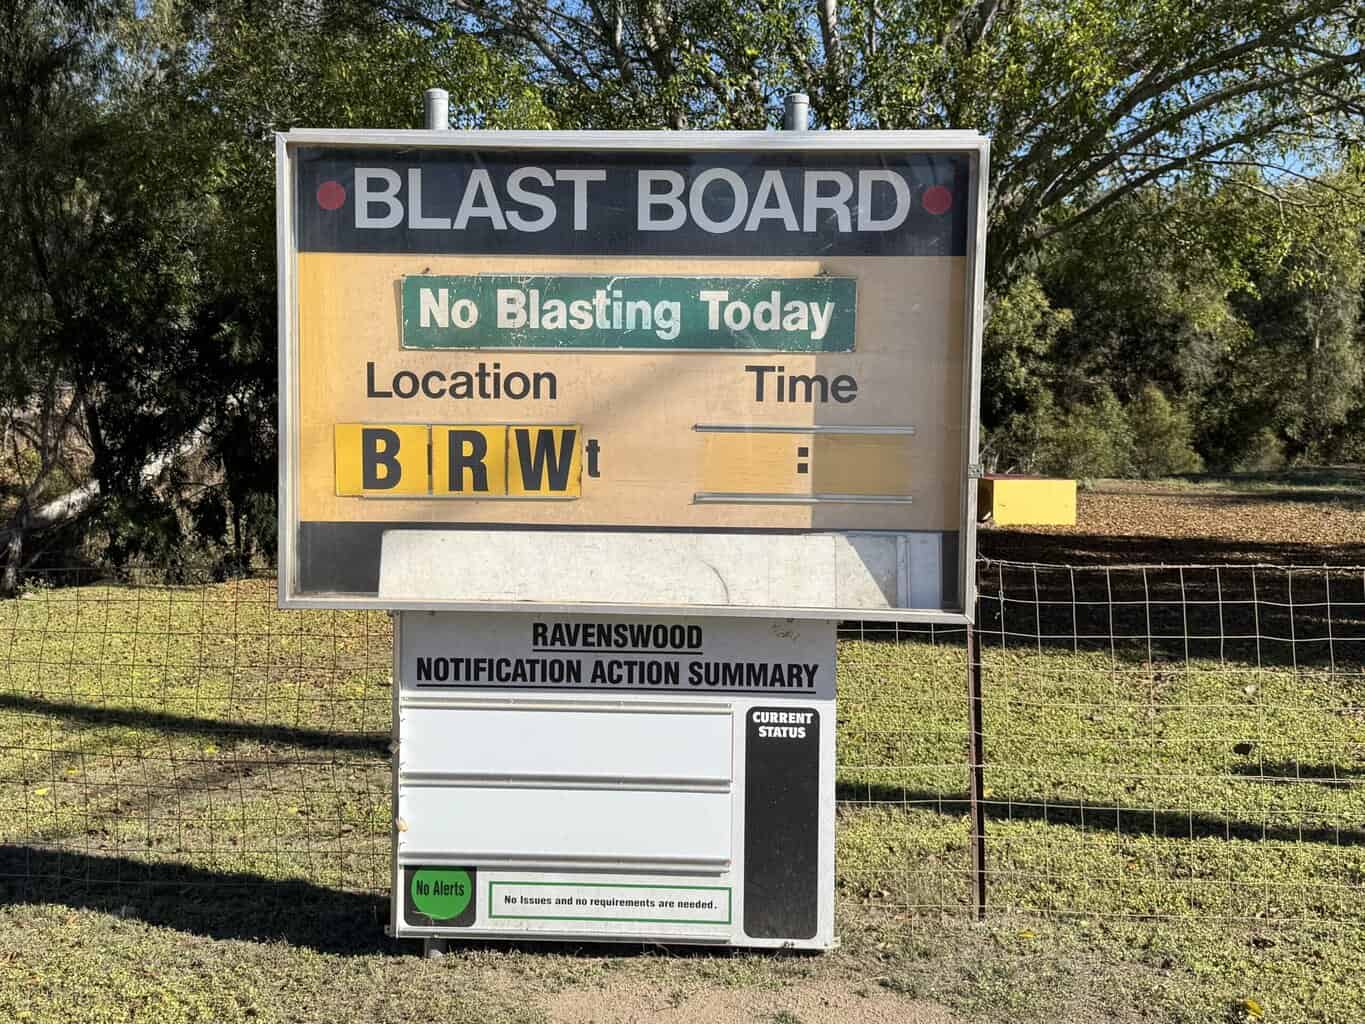 BLAST BOARD
No Blasting Today
Location Time
B R W t :
RAVENSWOOD
NOTIFICATION ACTION SUMMARY
CURRENT
STATUS
No Alerts
No Issues and no requirements are needed.